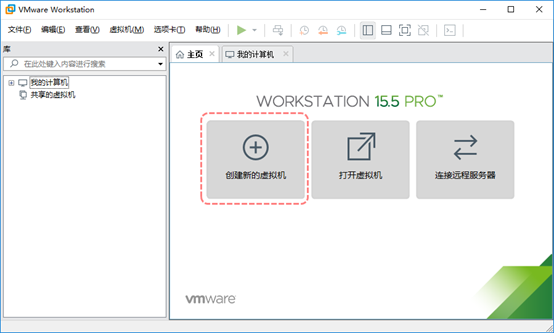 VMware Workstation
文件(F) 编辑(E) 查看(V) 虚拟机(M) 选项卡(T) 帮助(H)
库
在此处键入内容进行搜索
我的计算机
共享的虚拟机
主页
我的计算机
WORKSTATION 15.5 PRO™
创建新的虚拟机
打开虚拟机
连接远程服务器
vmware